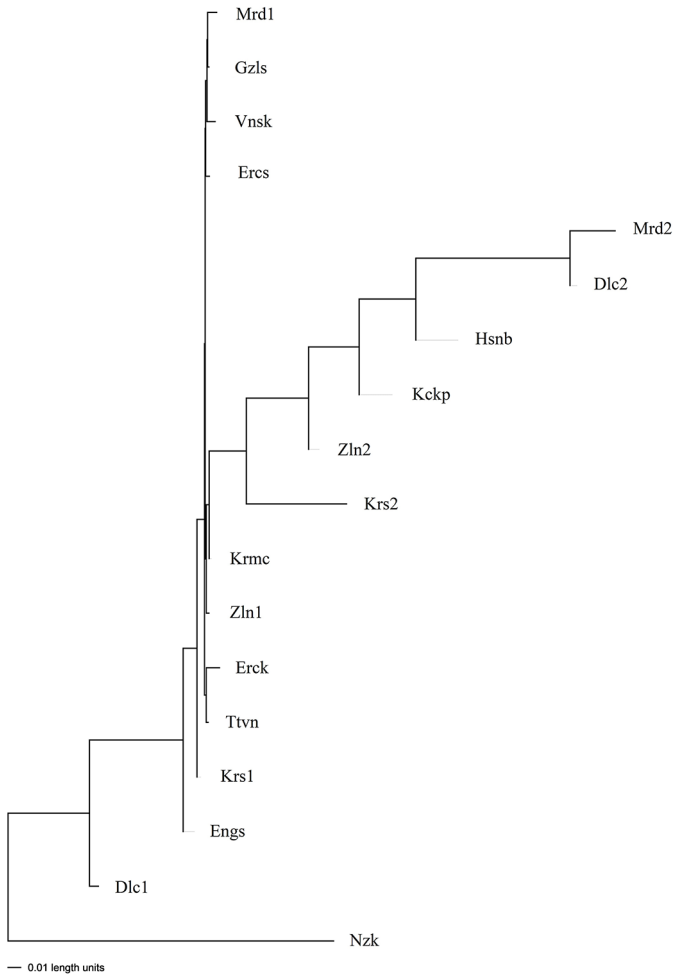 Mrd1
Gzls
Vnsk
Ercs
Mrd2
Dlc2
Hsnb
Kckp
Zln2
Krs2
Krmc
Zln1
Erck
Ttvn
Krs1
Engs
Dlc1
Nzk
0.01 length units